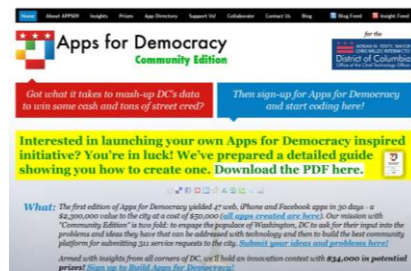 Home About APPSFD Insights Prizes App Directory Support Us! Collaborate Contact Us Blog Blog Feed Insight Feed
Apps for Democracy
Community Edition
for the
ADRIAN M. FENTY, MAYOR
District of Columbia
Office of the Chief Technology Officer
Got what it takes to mash-up DC's data
to win some cash and tons of street cred?
Then sign-up for Apps for Democracy
and start coding here!
Interested in launching your own Apps for Democracy inspired
initiative? You're in luck! We've prepared a detailed guide
showing you how to create one. Download the PDF here.
What: The first edition of Apps for Democracy yielded 47 web, iPhone and Facebook apps in 30 days - a
$2,300,000 value to the city at a cost of $50,000 (all apps created are here). Our mission with
"Community Edition" is two fold: to engage the populace of Washington, DC to ask for their input into the
problems and ideas they have that can be addressed with technology and then to build the best community
platform for submitting 311 service requests to the city. Submit your ideas and problems here!
Armed with insights from all corners of DC, we'll hold an innovation contest with $34,000 in potential
prizes! Sign up to Build Apps for Democracy!